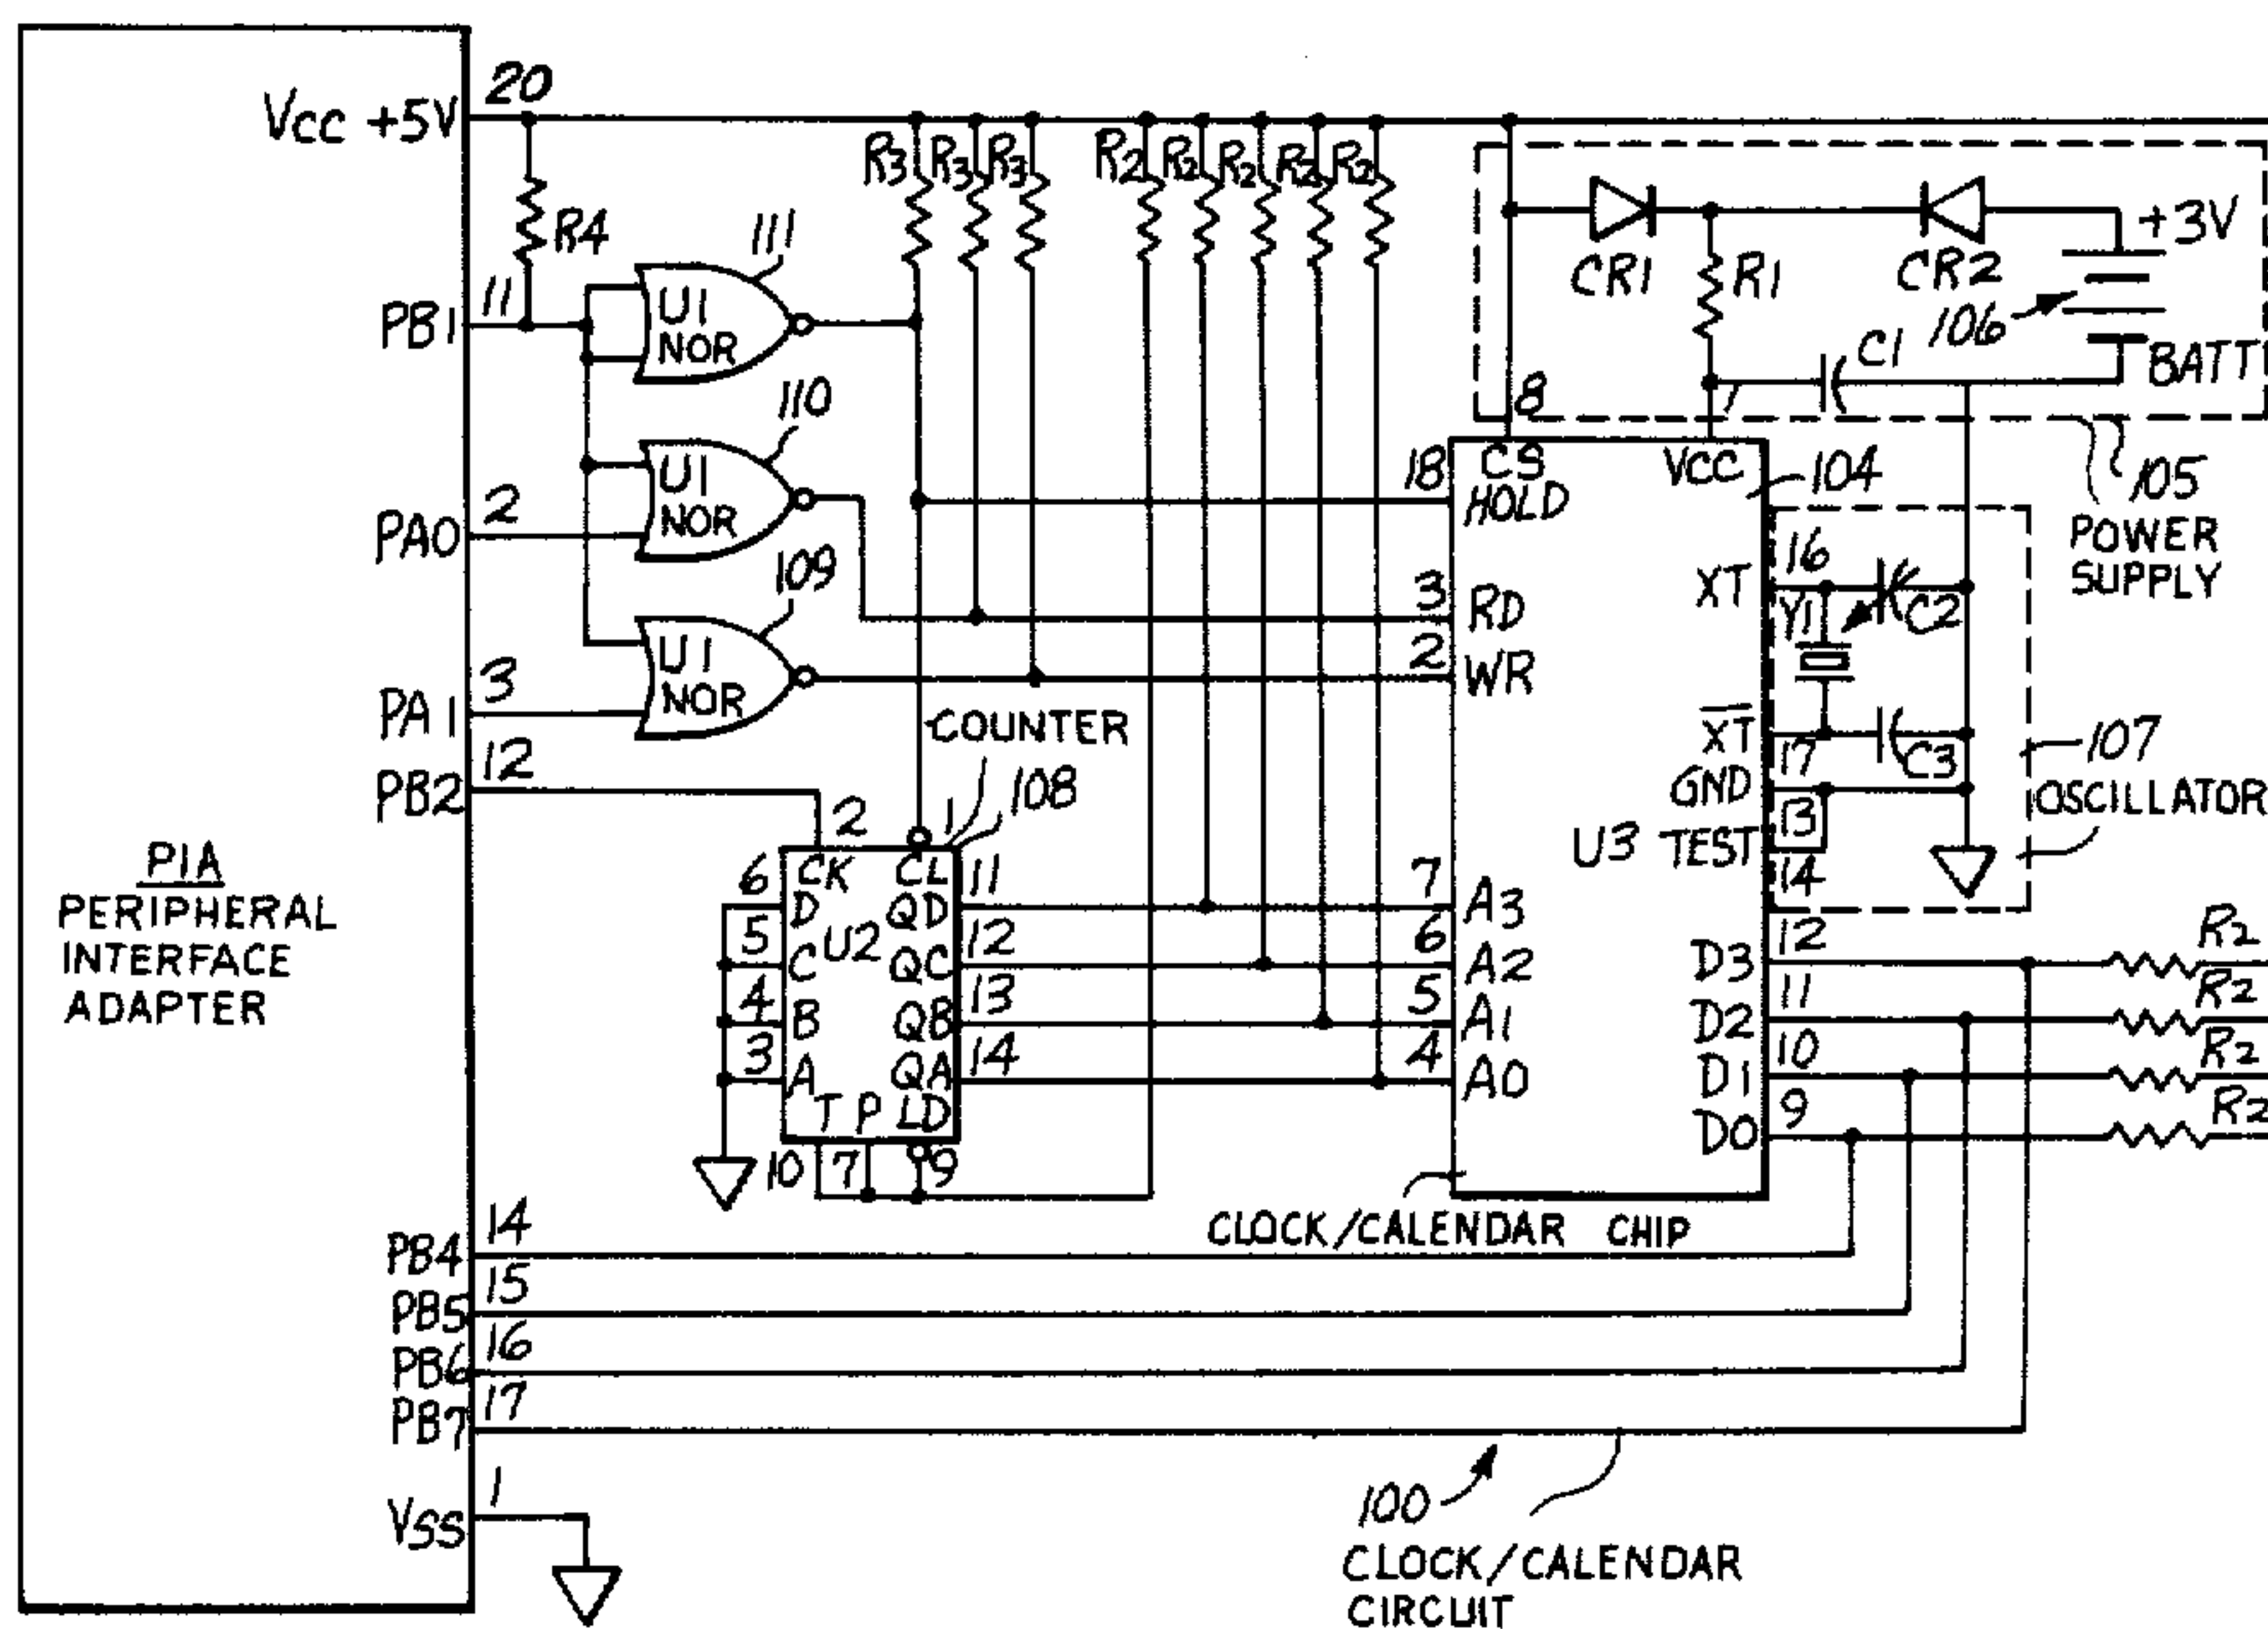 Vcc +5V
20
R4
PB1
11
U1
NOR
111
PA0
2
U1
NOR
110
PA1
3
U1
NOR
109
PB2
12
R3 R3 R3
R2 R2 R2 R2 R2
CR1
R1
CR2
+3V
106
C1
BATT
8
7
105
POWER
SUPPLY
18
CS
HOLD
VCC
104
3
RD
2
WR
16
XT
Y1
C2
XT
17
C3
GND
13
U3 TEST
14
107
OSCILLATOR
COUNTER
108
2
1
CK CL
6
D
5
C
4
B
3
A
U2
QD
11
QC
12
QB
13
QA
14
T P LD
10 7 9
7
A3
6
A2
5
A1
4
A0
D3
12
R2
D2
11
R2
D1
10
R2
D0
9
R2
CLOCK/CALENDAR CHIP
PIA
PERIPHERAL
INTERFACE
ADAPTER
PB4
14
PB5
15
PB6
16
PB7
17
Vss
1
100
CLOCK/CALENDAR
CIRCUIT